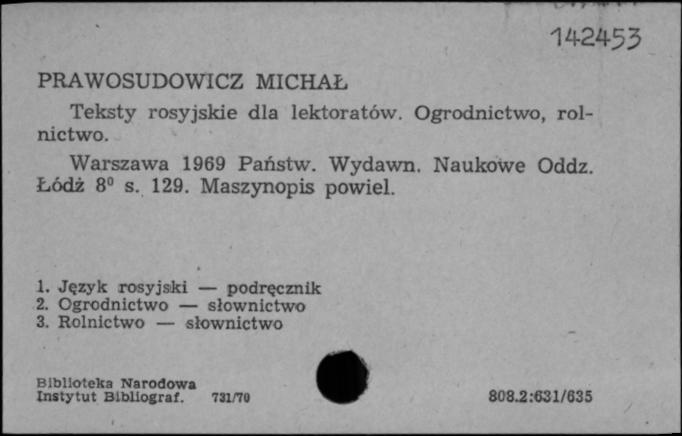 142453
PRAWOSUDOWICZ MICHAŁ
Teksty rosyjskie dla lektoratów. Ogrodnictwo, rol-
nictwo.
Warszawa 1969 Państw. Wydawn. Naukowe Oddz.
Łódź 8⁰ s. 129. Maszynopis powiel.
1. Język rosyjski — podręcznik
2. Ogrodnictwo — słownictwo
3. Rolnictwo — słownictwo
Biblioteka Narodowa
Instytut Bibliograf. 731/70
808.2:631/635